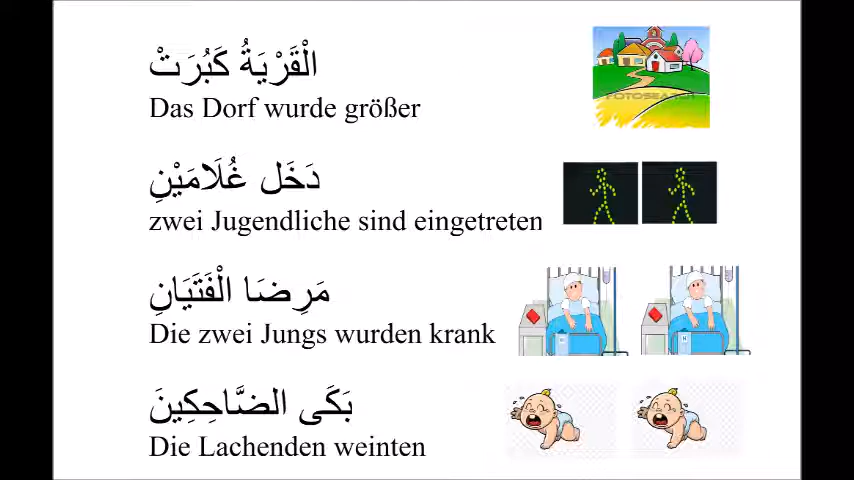 الْقَرْيَةُ كَبُرَتْ
Das Dorf wurde größer
FOTOSEARCH
دَخَل غُلَامَيْنِ
zwei Jugendliche sind eingetreten
مَرِضَا الْفَتَيَانِ
Die zwei Jungs wurden krank
بَكَى الضَّاحِكِينَ
Die Lachenden weinten